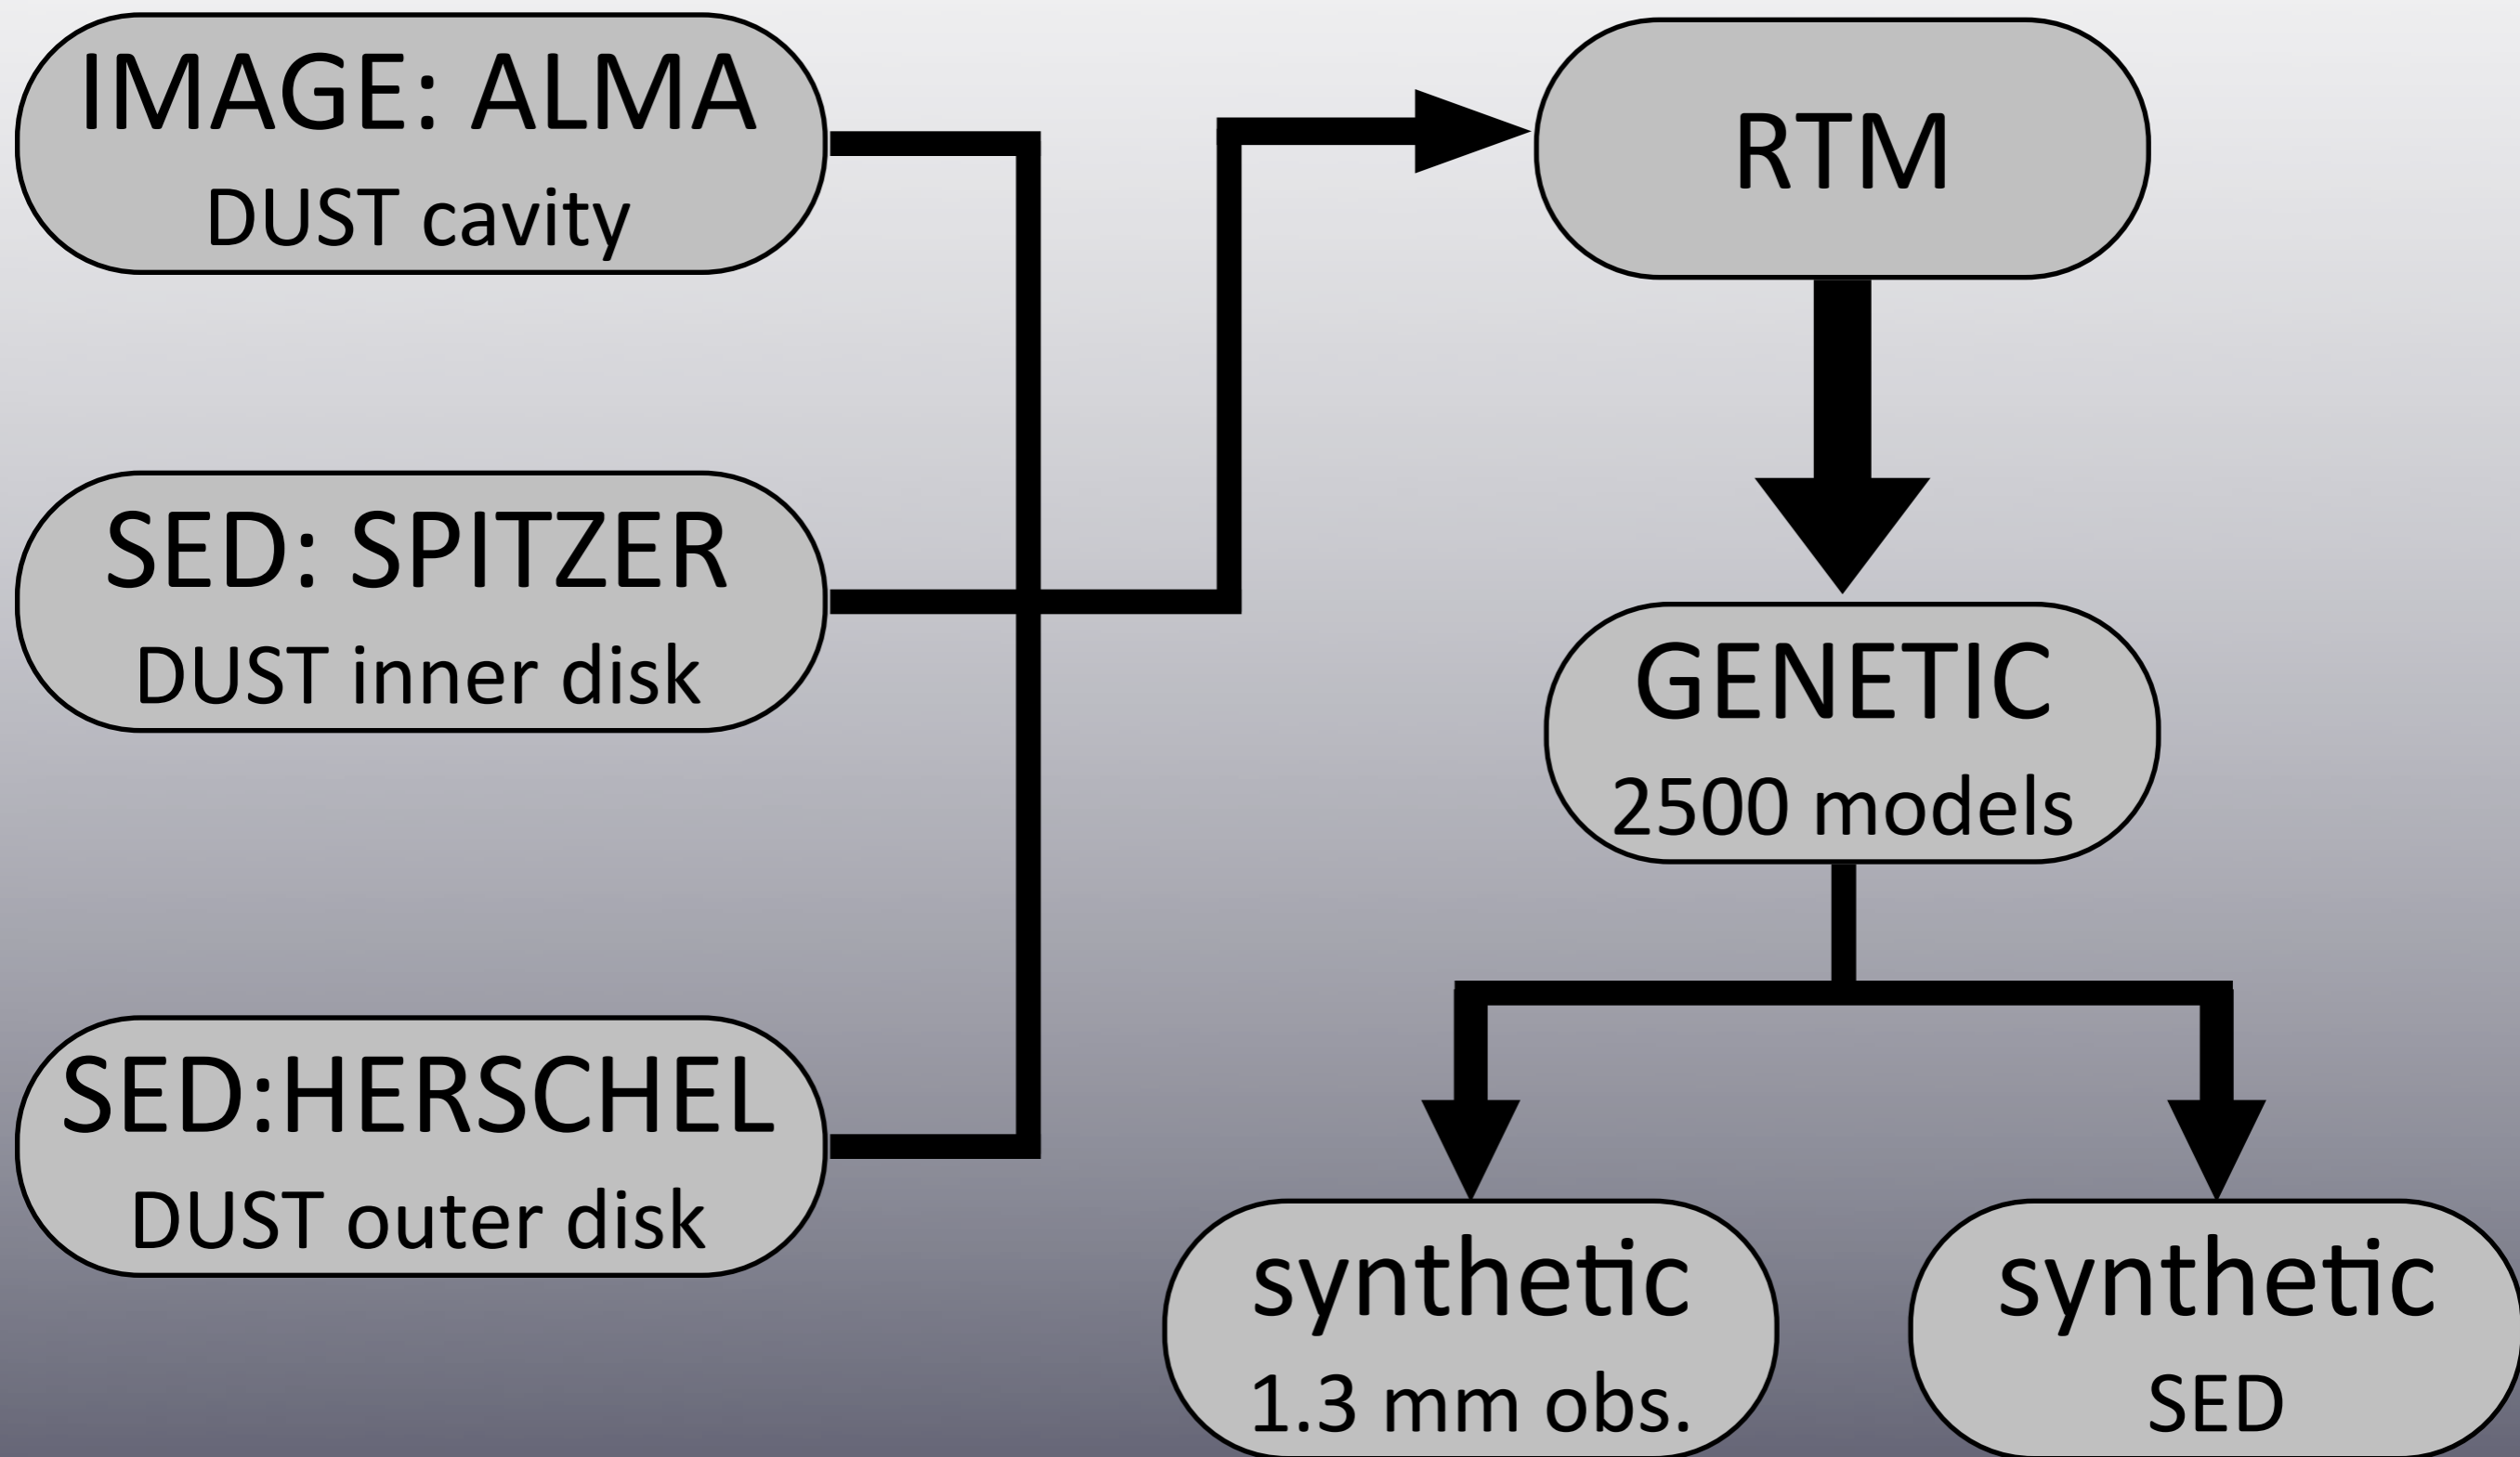 IMAGE: ALMA
DUST cavity
SED: SPITZER
DUST inner disk
SED:HERSCHEL
DUST outer disk
RTM
GENETIC
2500 models
synthetic
1.3 mm obs.
synthetic
SED